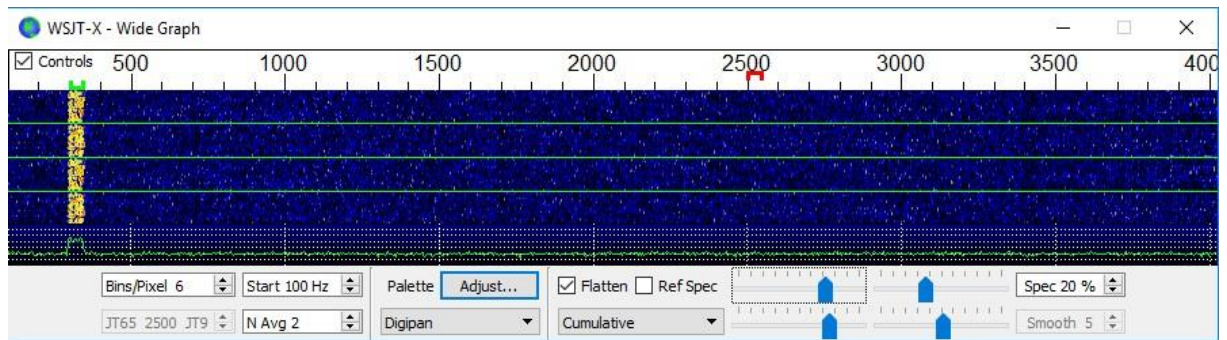 WSJT-X - Wide Graph
Controls 500 1000 1500 2000 2500 3000 3500 400
Bins/Pixel 6 Start 100 Hz Palette Adjust... Flatten Ref Spec Spec 20 %
JT65 2500 JT9 N Avg 2 Digipan Cumulative Smooth 5